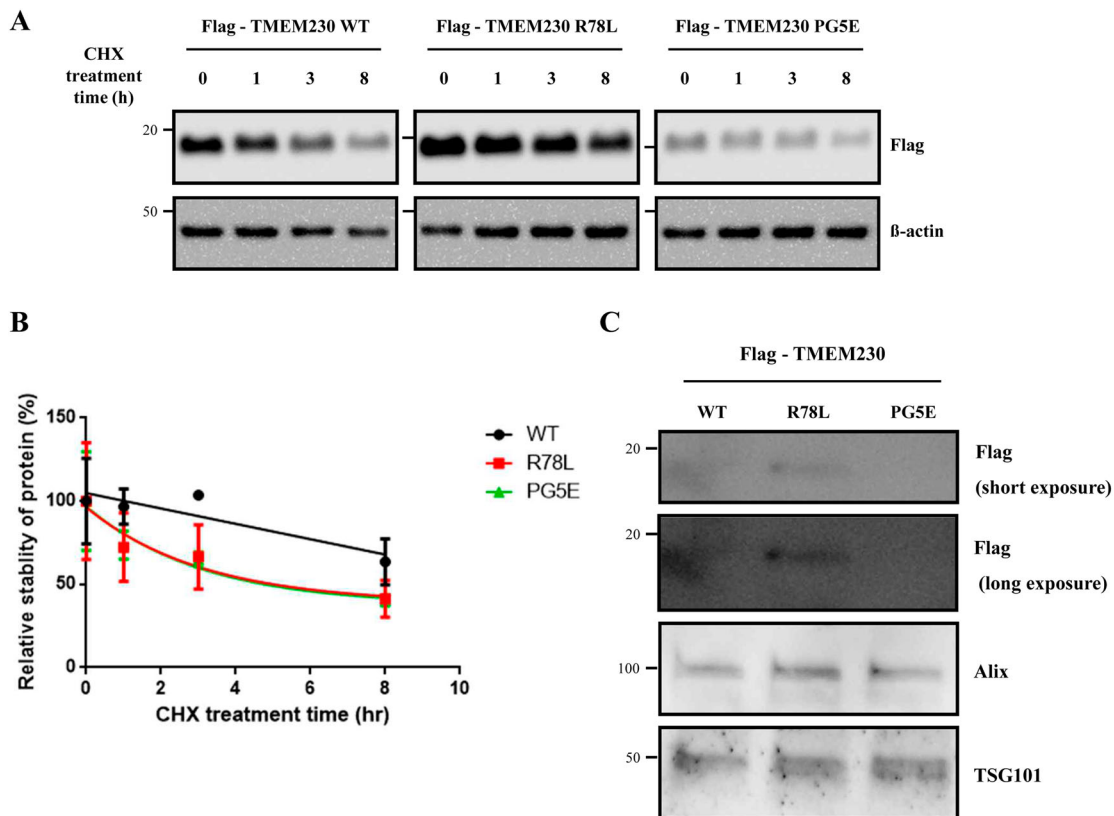 A
Flag - TMEM230 WT
Flag - TMEM230 R78L
Flag - TMEM230 PG5E
CHX
treatment
time (h)
0 1 3 8
0 1 3 8
0 1 3 8
20
Flag
50
ß-actin
B
Relative stablity of protein (%)
150
100
50
0
0 2 4 6 8 10
CHX treatment time (hr)
WT
R78L
PG5E
C
Flag - TMEM230
WT R78L PG5E
20
Flag
(short exposure)
20
Flag
(long exposure)
100
Alix
50
TSG101